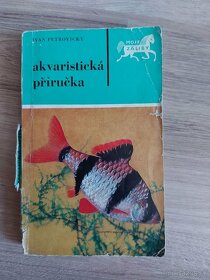 IVAN PETROVICKÝ
akvaristická
příručka
MOJE
ZÁLIBY